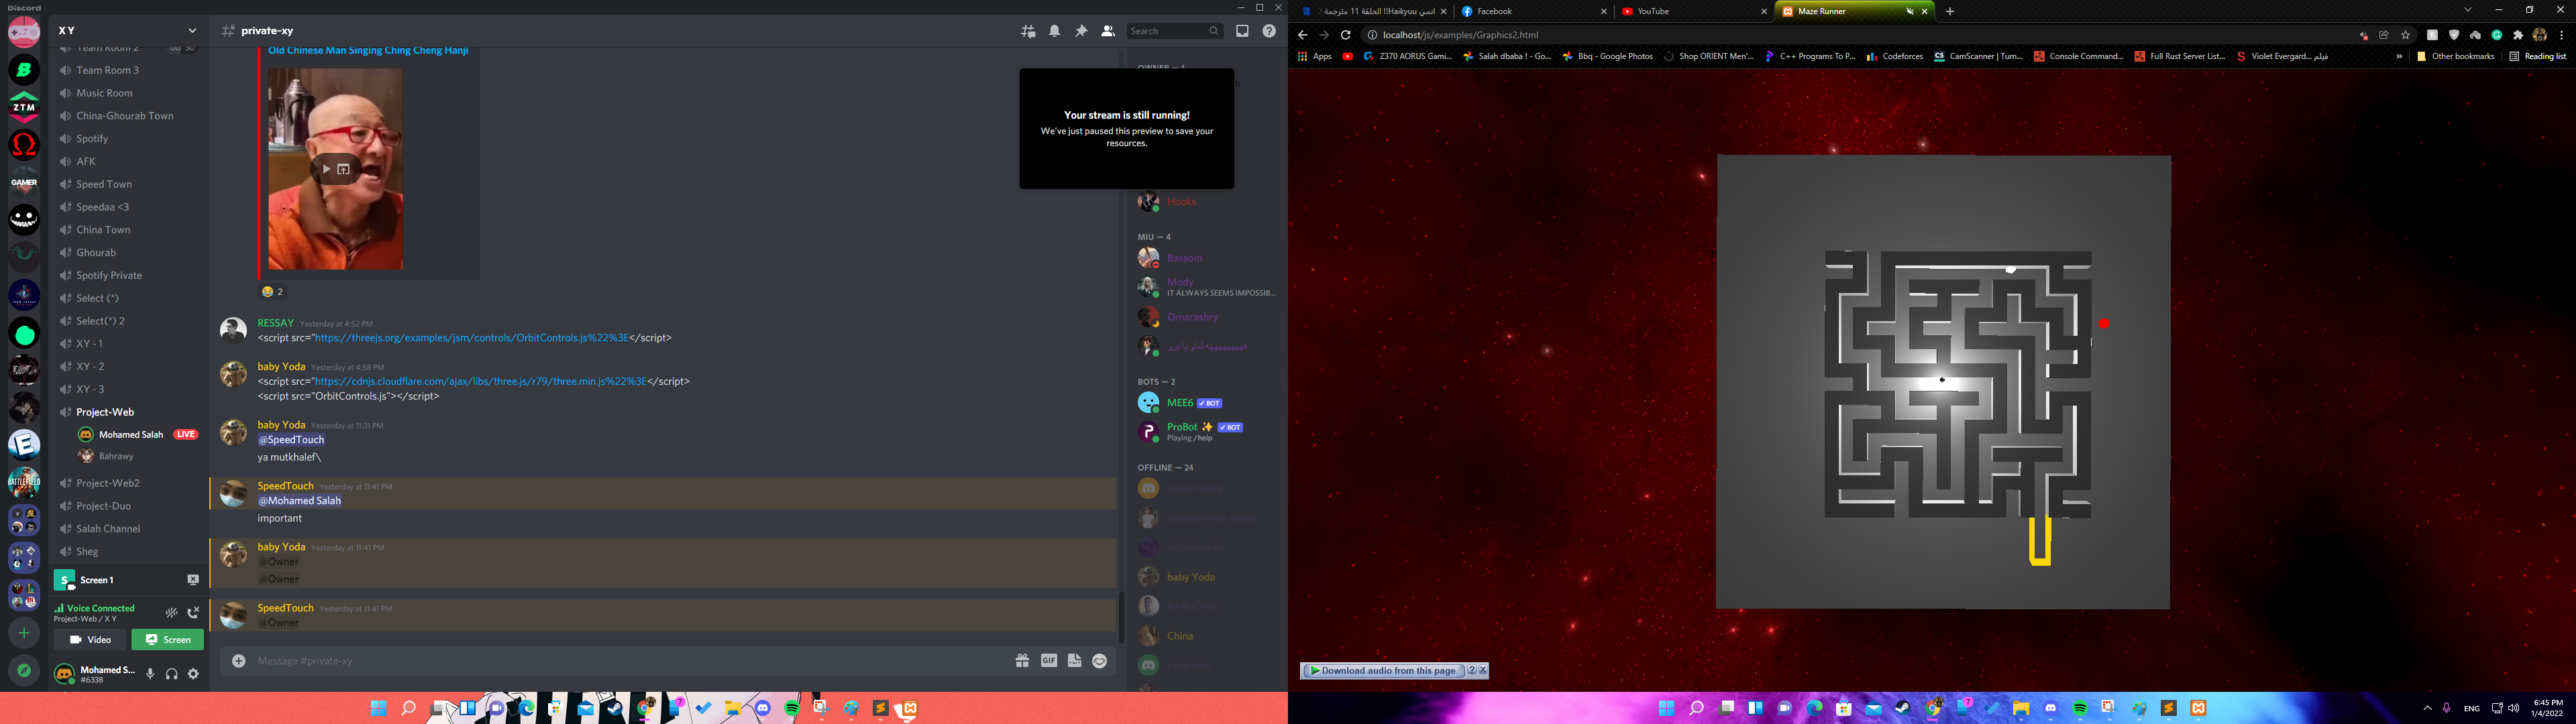 Discord
X Y
Team Room 2
Team Room 3
Music Room
China-Ghourab Town
Spotify
AFK
Speed Town
Speedaa <3
China Town
Ghourab
Spotify Private
Select (*)
Select(*) 2
XY - 1
XY - 2
XY - 3
Project-Web
Mohamed Salah LIVE
Bahrawy
Project-Web2
Project-Duo
Salah Channel
Sheg
ZTM
GAMER
BATTLEFIELD
S Screen 1
Voice Connected
Project-Web / X Y
Video
Screen
Mohamed S...
#6338
private-xy
Search
Old Chinese Man Singing Ching Cheng Hanji
😂 2
RESSAY Yesterday at 4:52 PM
<script src="https://threejs.org/examples/jsm/controls/OrbitControls.js%22%3E</script>
baby Yoda Yesterday at 4:58 PM
<script src="https://cdnjs.cloudflare.com/ajax/libs/three.js/r79/three.min.js%22%3E</script>
<script src="OrbitControls.js"></script>
baby Yoda Yesterday at 11:31 PM
@SpeedTouch
ya mutkhalef\
SpeedTouch Yesterday at 11:41 PM
@Mohamed Salah
important
baby Yoda Yesterday at 11:41 PM
@Owner
@Owner
SpeedTouch Yesterday at 11:41 PM
@Owner
Message #private-xy
GIF
OWNER — 1
Your stream is still running!
We've just paused this preview to save your
resources.
Hooks
MIU — 4
Bassom
Mody
IT ALWAYS SEEMS IMPOSSIB...
Omarashry
BOTS — 2
MEE6 ✓ BOT
ProBot ✨ ✓ BOT
Playing /help
OFFLINE — 24
baby Yoda
China
انمي Haikyuu!! الحلقة 11 مترجمة
Facebook
YouTube
Maze Runner
localhost/js/examples/Graphics2.html
Apps
Z370 AORUS Gami...
Salah dbaba ! - Go...
Bbq - Google Photos
Shop ORIENT Men'...
C++ Programs To P...
Codeforces
CS CamScanner | Turn...
Console Command...
Full Rust Server List...
فيلم Violet Evergard...
»
Other bookmarks
Reading list
Download audio from this page
ENG
6:45 PM
1/4/2022